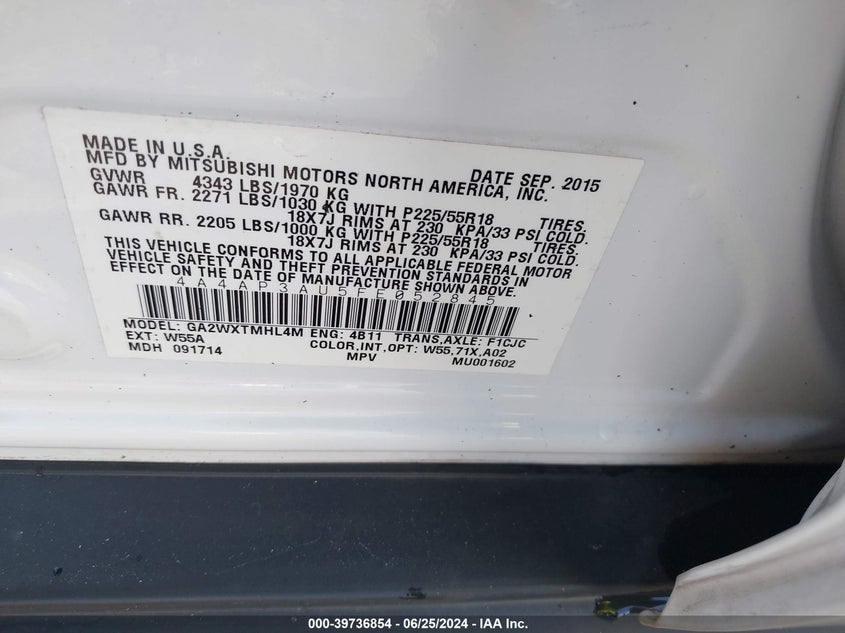 MADE IN U.S.A.
MFD BY MITSUBISHI MOTORS NORTH AMERICA, INC. DATE SEP. 2015
GVWR 4343 LBS/1970 KG
GAWR FR. 2271 LBS/1030 KG WITH P225/55R18 TIRES.
18X7J RIMS AT 230 KPA/33 PSI COLD.
GAWR RR. 2205 LBS/1000 KG WITH P225/55R18 TIRES.
18X7J RIMS AT 230 KPA/33 PSI COLD.
THIS VEHICLE CONFORMS TO ALL APPLICABLE FEDERAL MOTOR
VEHICLE SAFETY AND THEFT PREVENTION STANDARDS IN
EFFECT ON THE DATE OF MANUFACTURE SHOWN ABOVE.
4A4AP3AU5FE052845
MODEL: GA2WXTMHL4M ENG: 4B11 TRANS,AXLE: F1CJC
EXT: W55A COLOR,INT,OPT: W55,71X,A02
MDH 091714 MPV MU001602
000-39736854 / 06/25/2024 - IAA Inc.